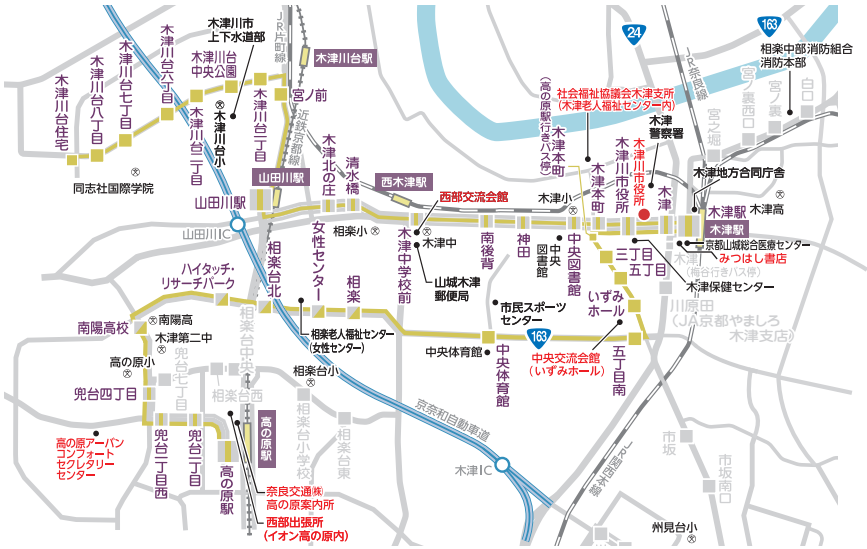 木津川市
上下水道部
JR片町線
木津川台駅
24
163
相楽中部消防組合
消防本部
木津川台六丁目
木津川台七丁目
木津川台八丁目
木津川台住宅
木津川台
中央公園
木津川台小
木津川台二丁目
木津川台一丁目
宮ノ前
近鉄京都線
同志社国際学院
山田川駅
山田川駅
山田川IC
木津北の庄
清水橋
西木津駅
西部交流会館
相楽小
木津中
木津中学校前
山城木津
郵便局
社会福祉協議会木津支所
(木津老人福祉センター内)
木津本町
(高の原駅行きバス停)
木津小
木津本町
木津川市役所
木津川市役所
木津
警察署
木津
JR奈良線
宮之堀
宮ノ裏西口
宮ノ裏
白口
木津地方合同庁舎
木津高
木津駅
木津駅
京都山城総合医療センター
みつはし書店
木津
(梅谷行きバス停)
木津保健センター
川原田
(JA京都やましろ
木津支店)
南後背
神田
中央
図書館
中央図書館
三丁目
五丁目
いずみ
ホール
市民スポーツ
センター
163
中央体育館
中央体育館
中央交流会館
(いずみホール)
五丁目南
相楽台北
女性センター
相楽
相楽老人福祉センター
(女性センター)
ハイタッチ・
リサーチパーク
南陽高校
南陽高
木津第二中
高の原小
兜台四丁目
兜台七丁目
相楽台中央
相楽台西
相楽台小
相楽台小学校
相楽台東
高の原アーバン
コンフォート
セクレタリー
センター
兜台二丁目西
兜台二丁目
高の原駅
高の原駅
奈良交通㈱
高の原案内所
西部出張所
(イオン高の原内)
京奈和自動車道
木津IC
JR関西本線
市坂
市坂南口
州見台小